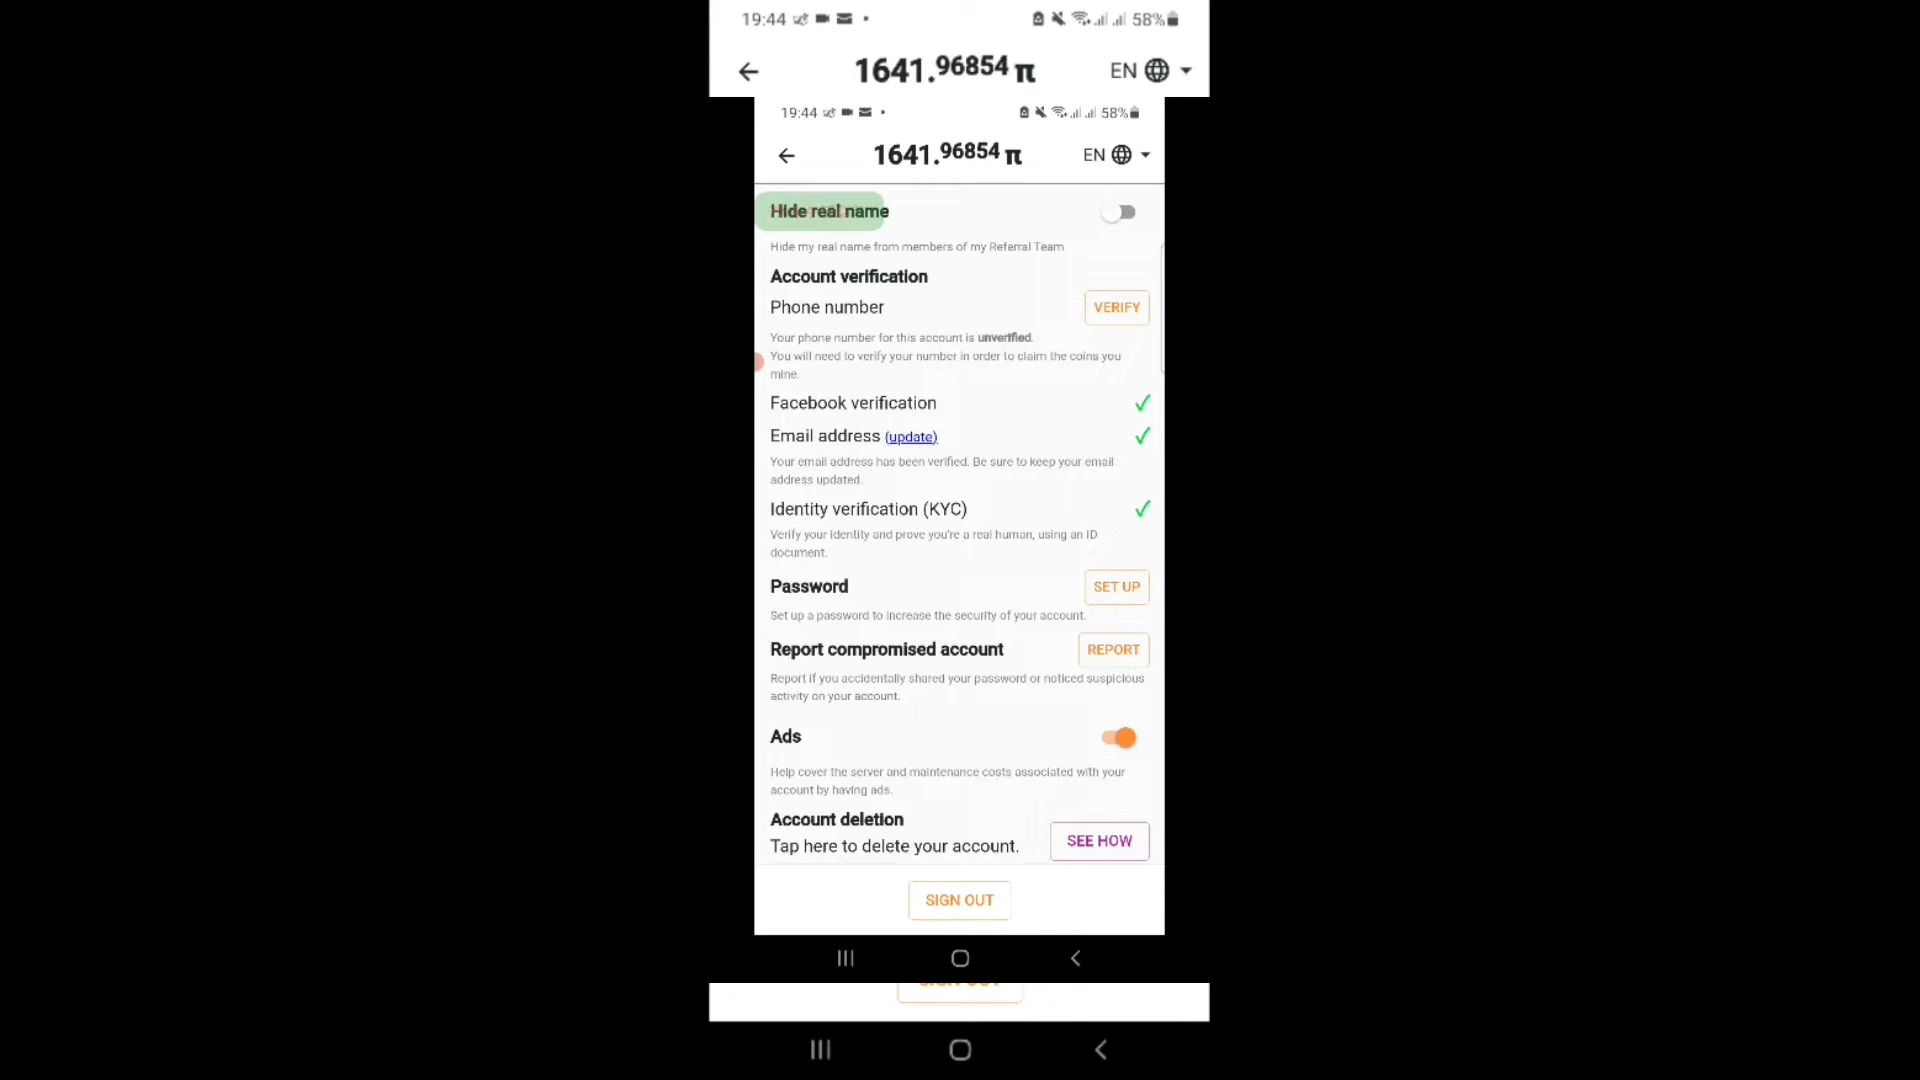 19:44 58%
1641.96854 π EN
19:44 58%
1641.96854 π EN
Hide real name
Hide my real name from members of my Referral Team
Account verification
Phone number VERIFY
Your phone number for this account is unverified.
You will need to verify your number in order to claim the coins you
mine.
Facebook verification
Email address (update)
Your email address has been verified. Be sure to keep your email
address updated.
Identity verification (KYC)
Verify your identity and prove you're a real human, using an ID
document.
Password SET UP
Set up a password to increase the security of your account.
Report compromised account REPORT
Report if you accidentally shared your password or noticed suspicious
activity on your account.
Ads
Help cover the server and maintenance costs associated with your
account by having ads.
Account deletion
Tap here to delete your account. SEE HOW
SIGN OUT